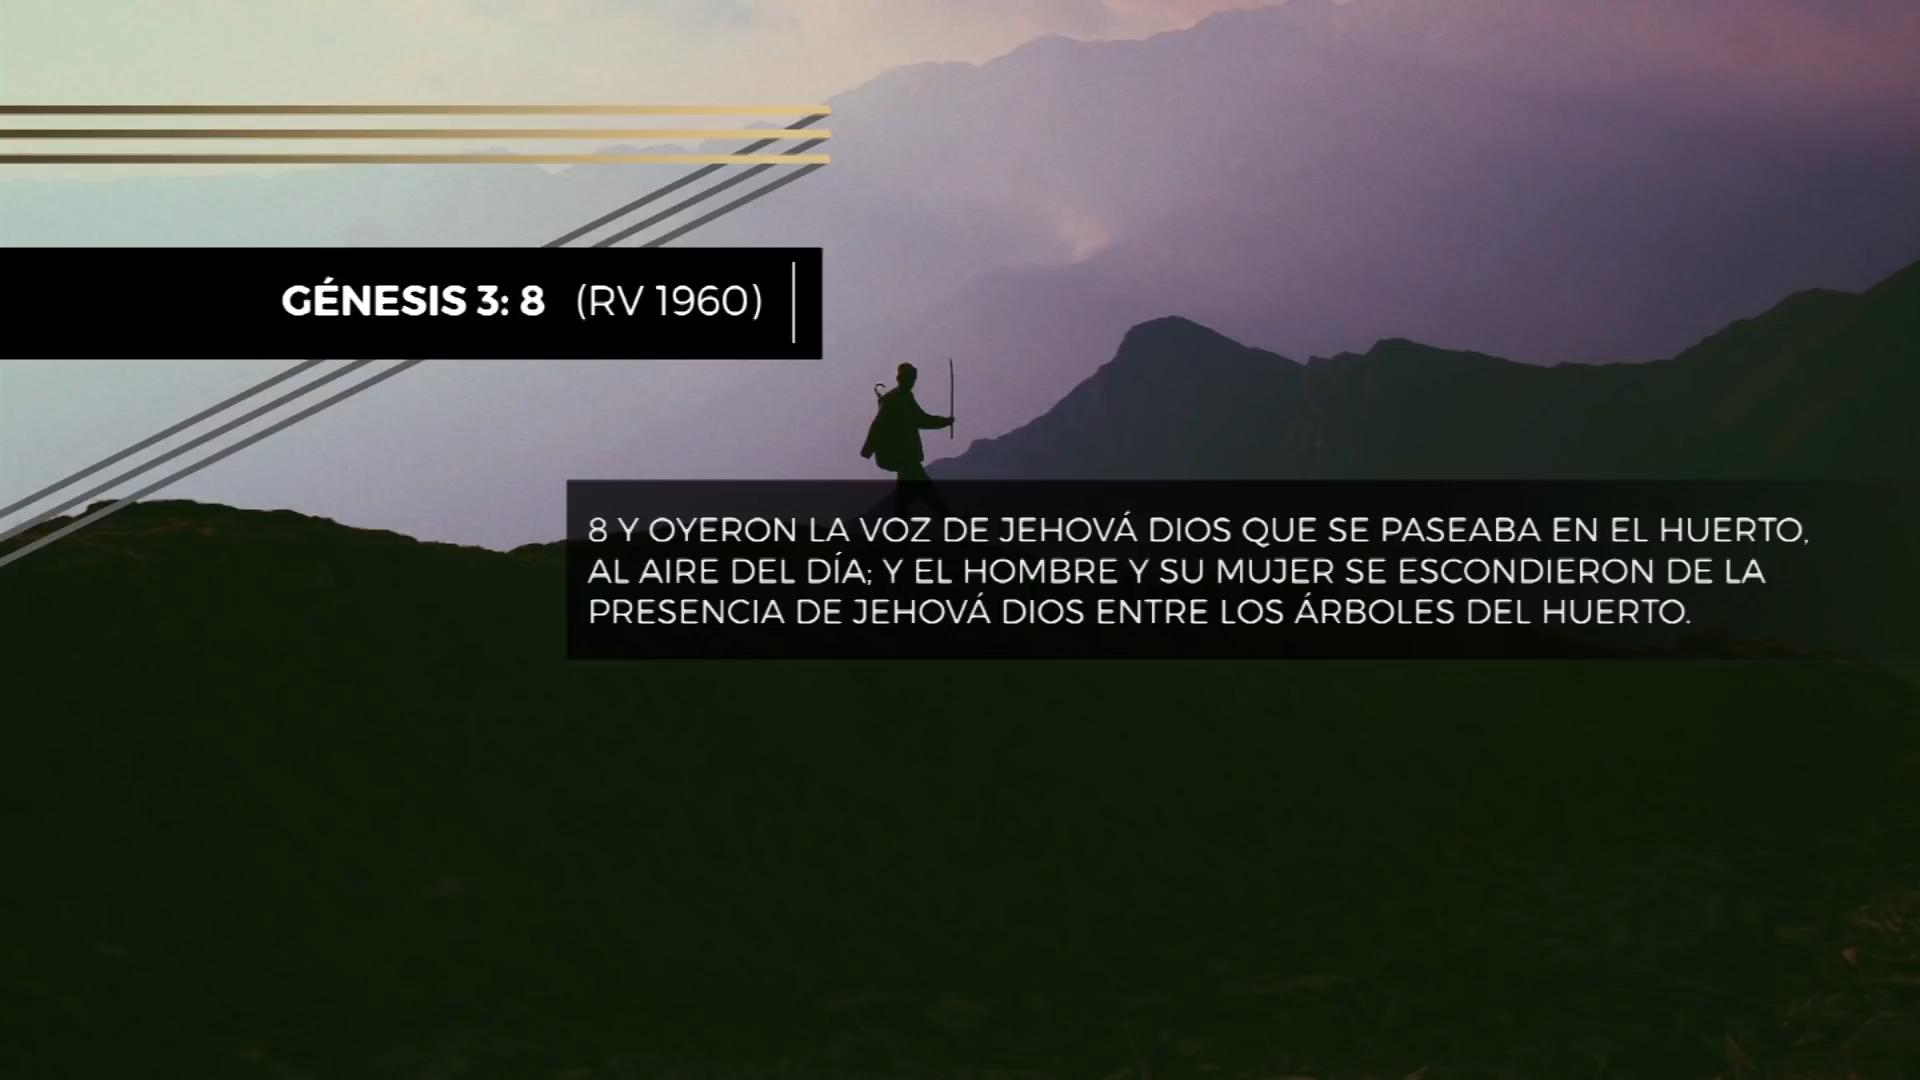 GÉNESIS 3: 8 (RV 1960)
8 Y OYERON LA VOZ DE JEHOVÁ DIOS QUE SE PASEABA EN EL HUERTO,
AL AIRE DEL DÍA; Y EL HOMBRE Y SU MUJER SE ESCONDIERON DE LA
PRESENCIA DE JEHOVÁ DIOS ENTRE LOS ÁRBOLES DEL HUERTO.